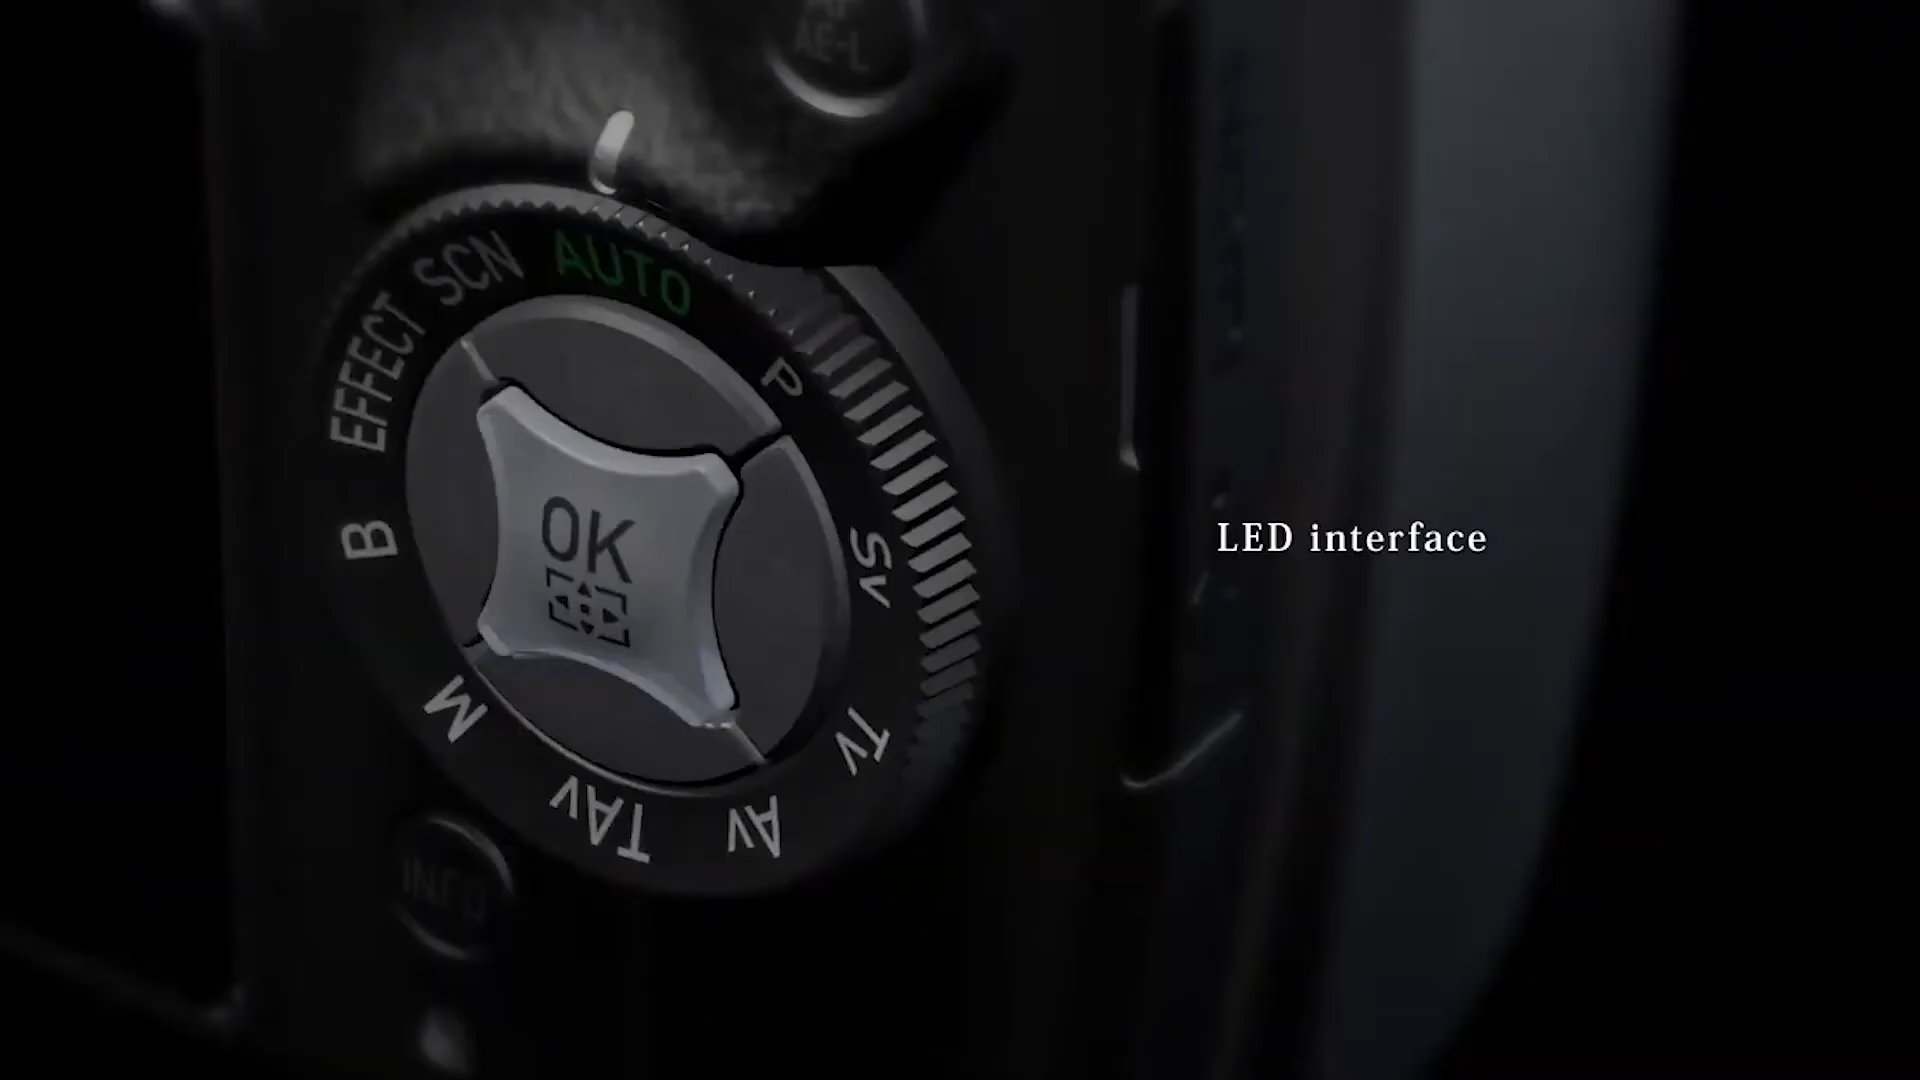 AE-L
AUTO
SCN
EFFECT
P
B
OK
Sv
M
Tv
TAv
Av
INFO
LED interface